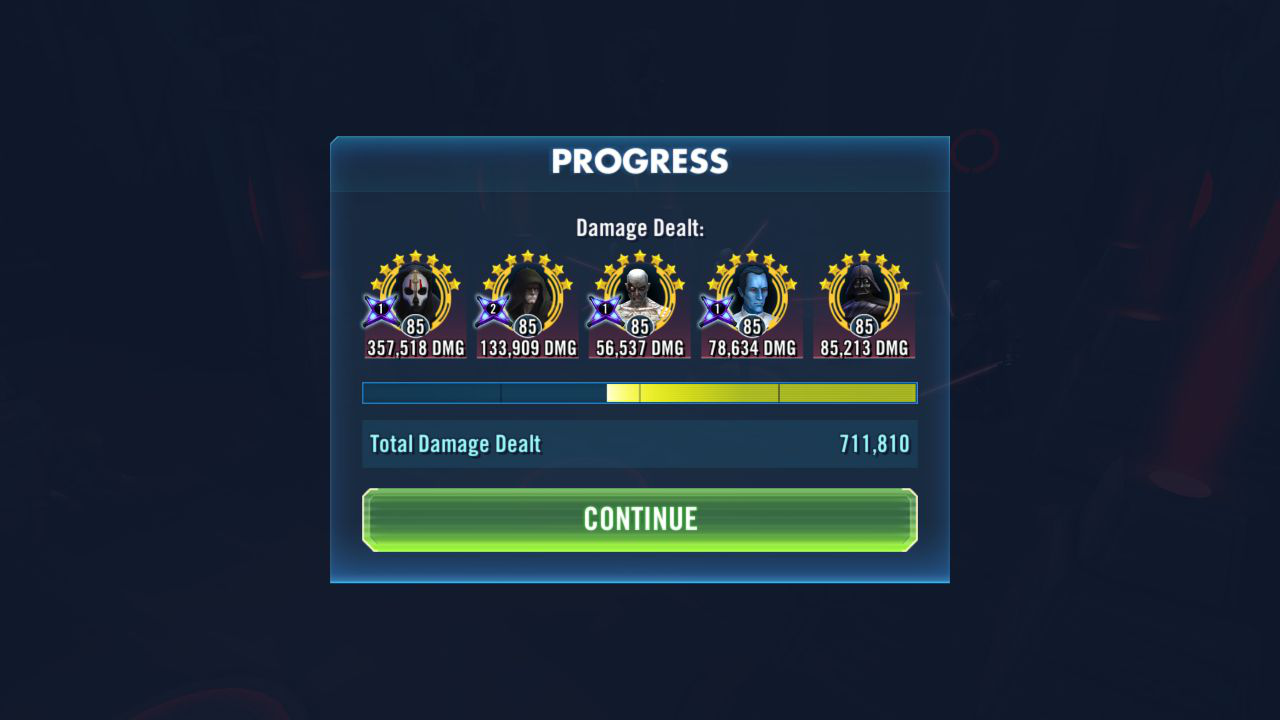 PROGRESS
Damage Dealt:
1 2 1 1
85 85 85 85 85
357,518 DMG 133,909 DMG 56,537 DMG 78,634 DMG 85,213 DMG
Total Damage Dealt 711,810
CONTINUE